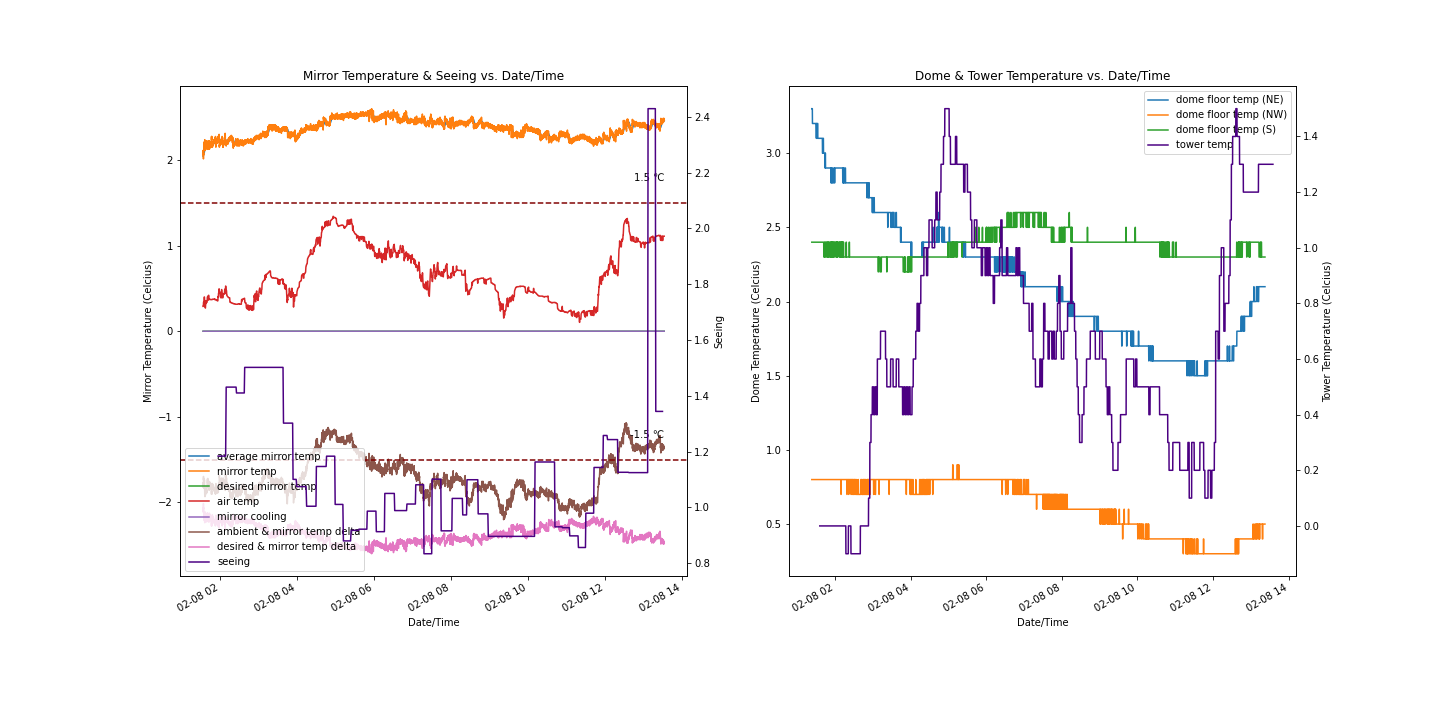 Mirror Temperature & Seeing vs. Date/Time
Mirror Temperature (Celcius)
2
1
0
−1
−2
1.5 °C
-1.5 °C
average mirror temp
mirror temp
desired mirror temp
air temp
mirror cooling
ambient & mirror temp delta
desired & mirror temp delta
seeing
2.4
2.2
2.0
1.8
1.6
1.4
1.2
1.0
0.8
Seeing
02-08 02
02-08 04
02-08 06
02-08 08
02-08 10
02-08 12
02-08 14
Date/Time
Dome & Tower Temperature vs. Date/Time
Dome Temperature (Celcius)
3.0
2.5
2.0
1.5
1.0
0.5
dome floor temp (NE)
dome floor temp (NW)
dome floor temp (S)
tower temp
1.4
1.2
1.0
0.8
0.6
0.4
0.2
0.0
Tower Temperature (Celcius)
02-08 02
02-08 04
02-08 06
02-08 08
02-08 10
02-08 12
02-08 14
Date/Time